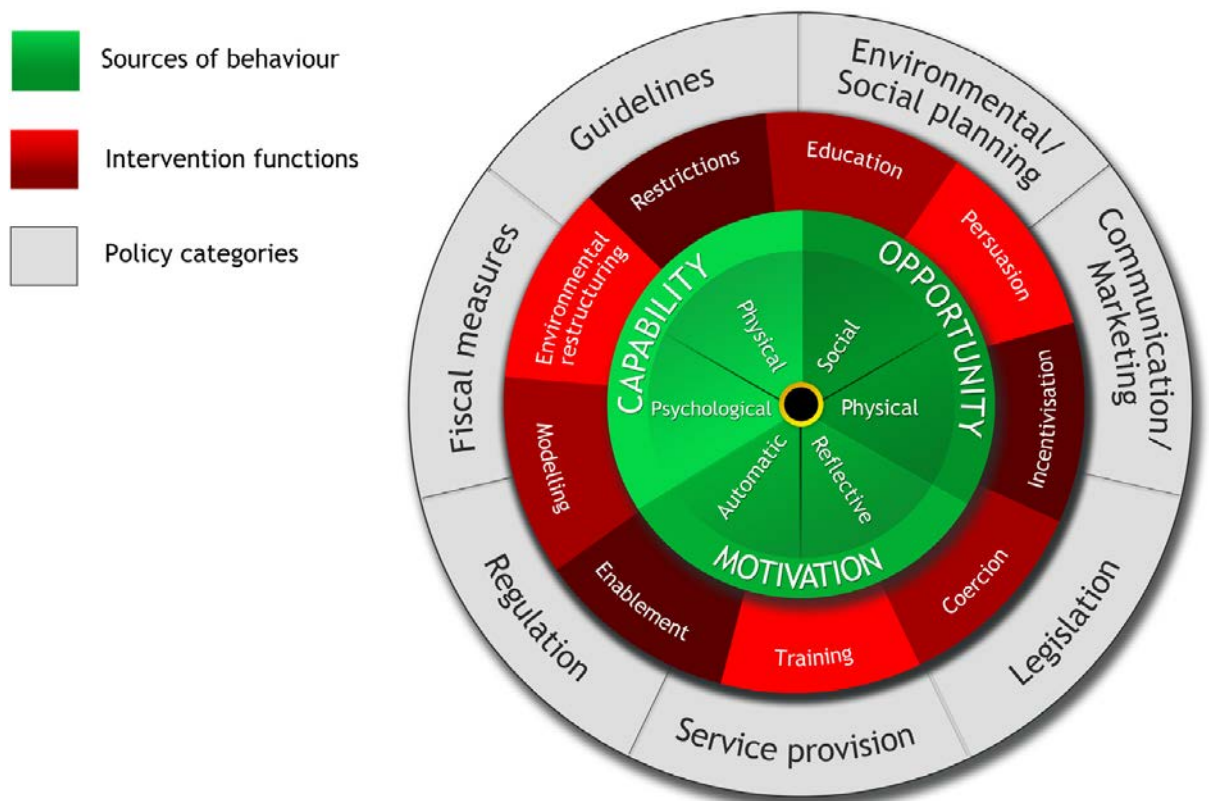 Sources of behaviour
Intervention functions
Policy categories
Guidelines
Environmental/
Social planning
Communication/
Marketing
Legislation
Service provision
Regulation
Fiscal measures
Restrictions
Education
Persuasion
Incentivisation
Coercion
Training
Enablement
Modelling
Environmental
restructuring
CAPABILITY
OPPORTUNITY
MOTIVATION
Physical
Social
Physical
Reflective
Automatic
Psychological